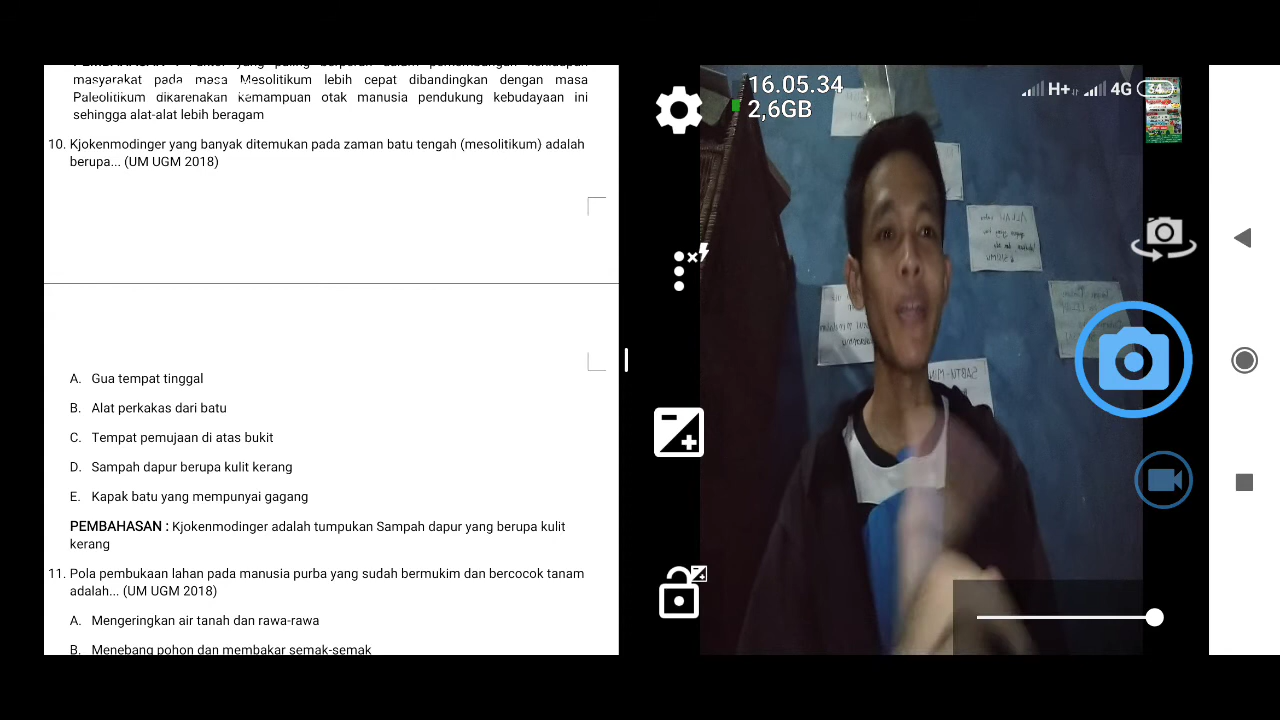 masyarakat pada masa Mesolitikum lebih cepat dibandingkan dengan masa
Paleolitikum dikarenakan kemampuan otak manusia pendukung kebudayaan ini
sehingga alat-alat lebih beragam
10. Kjokenmodinger yang banyak ditemukan pada zaman batu tengah (mesolitikum) adalah
berupa... (UM UGM 2018)
A. Gua tempat tinggal
B. Alat perkakas dari batu
C. Tempat pemujaan di atas bukit
D. Sampah dapur berupa kulit kerang
E. Kapak batu yang mempunyai gagang
PEMBAHASAN : Kjokenmodinger adalah tumpukan Sampah dapur yang berupa kulit
kerang
11. Pola pembukaan lahan pada manusia purba yang sudah bermukim dan bercocok tanam
adalah... (UM UGM 2018)
A. Mengeringkan air tanah dan rawa-rawa
B. Menebang pohon dan membakar semak-semak
16.05.34
2,6GB
H+
4G
34